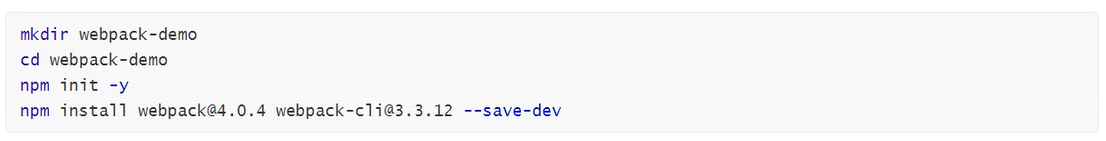 mkdir webpack-demo
cd webpack-demo
npm init -y
npm install webpack@4.0.4 webpack-cli@3.3.12 --save-dev